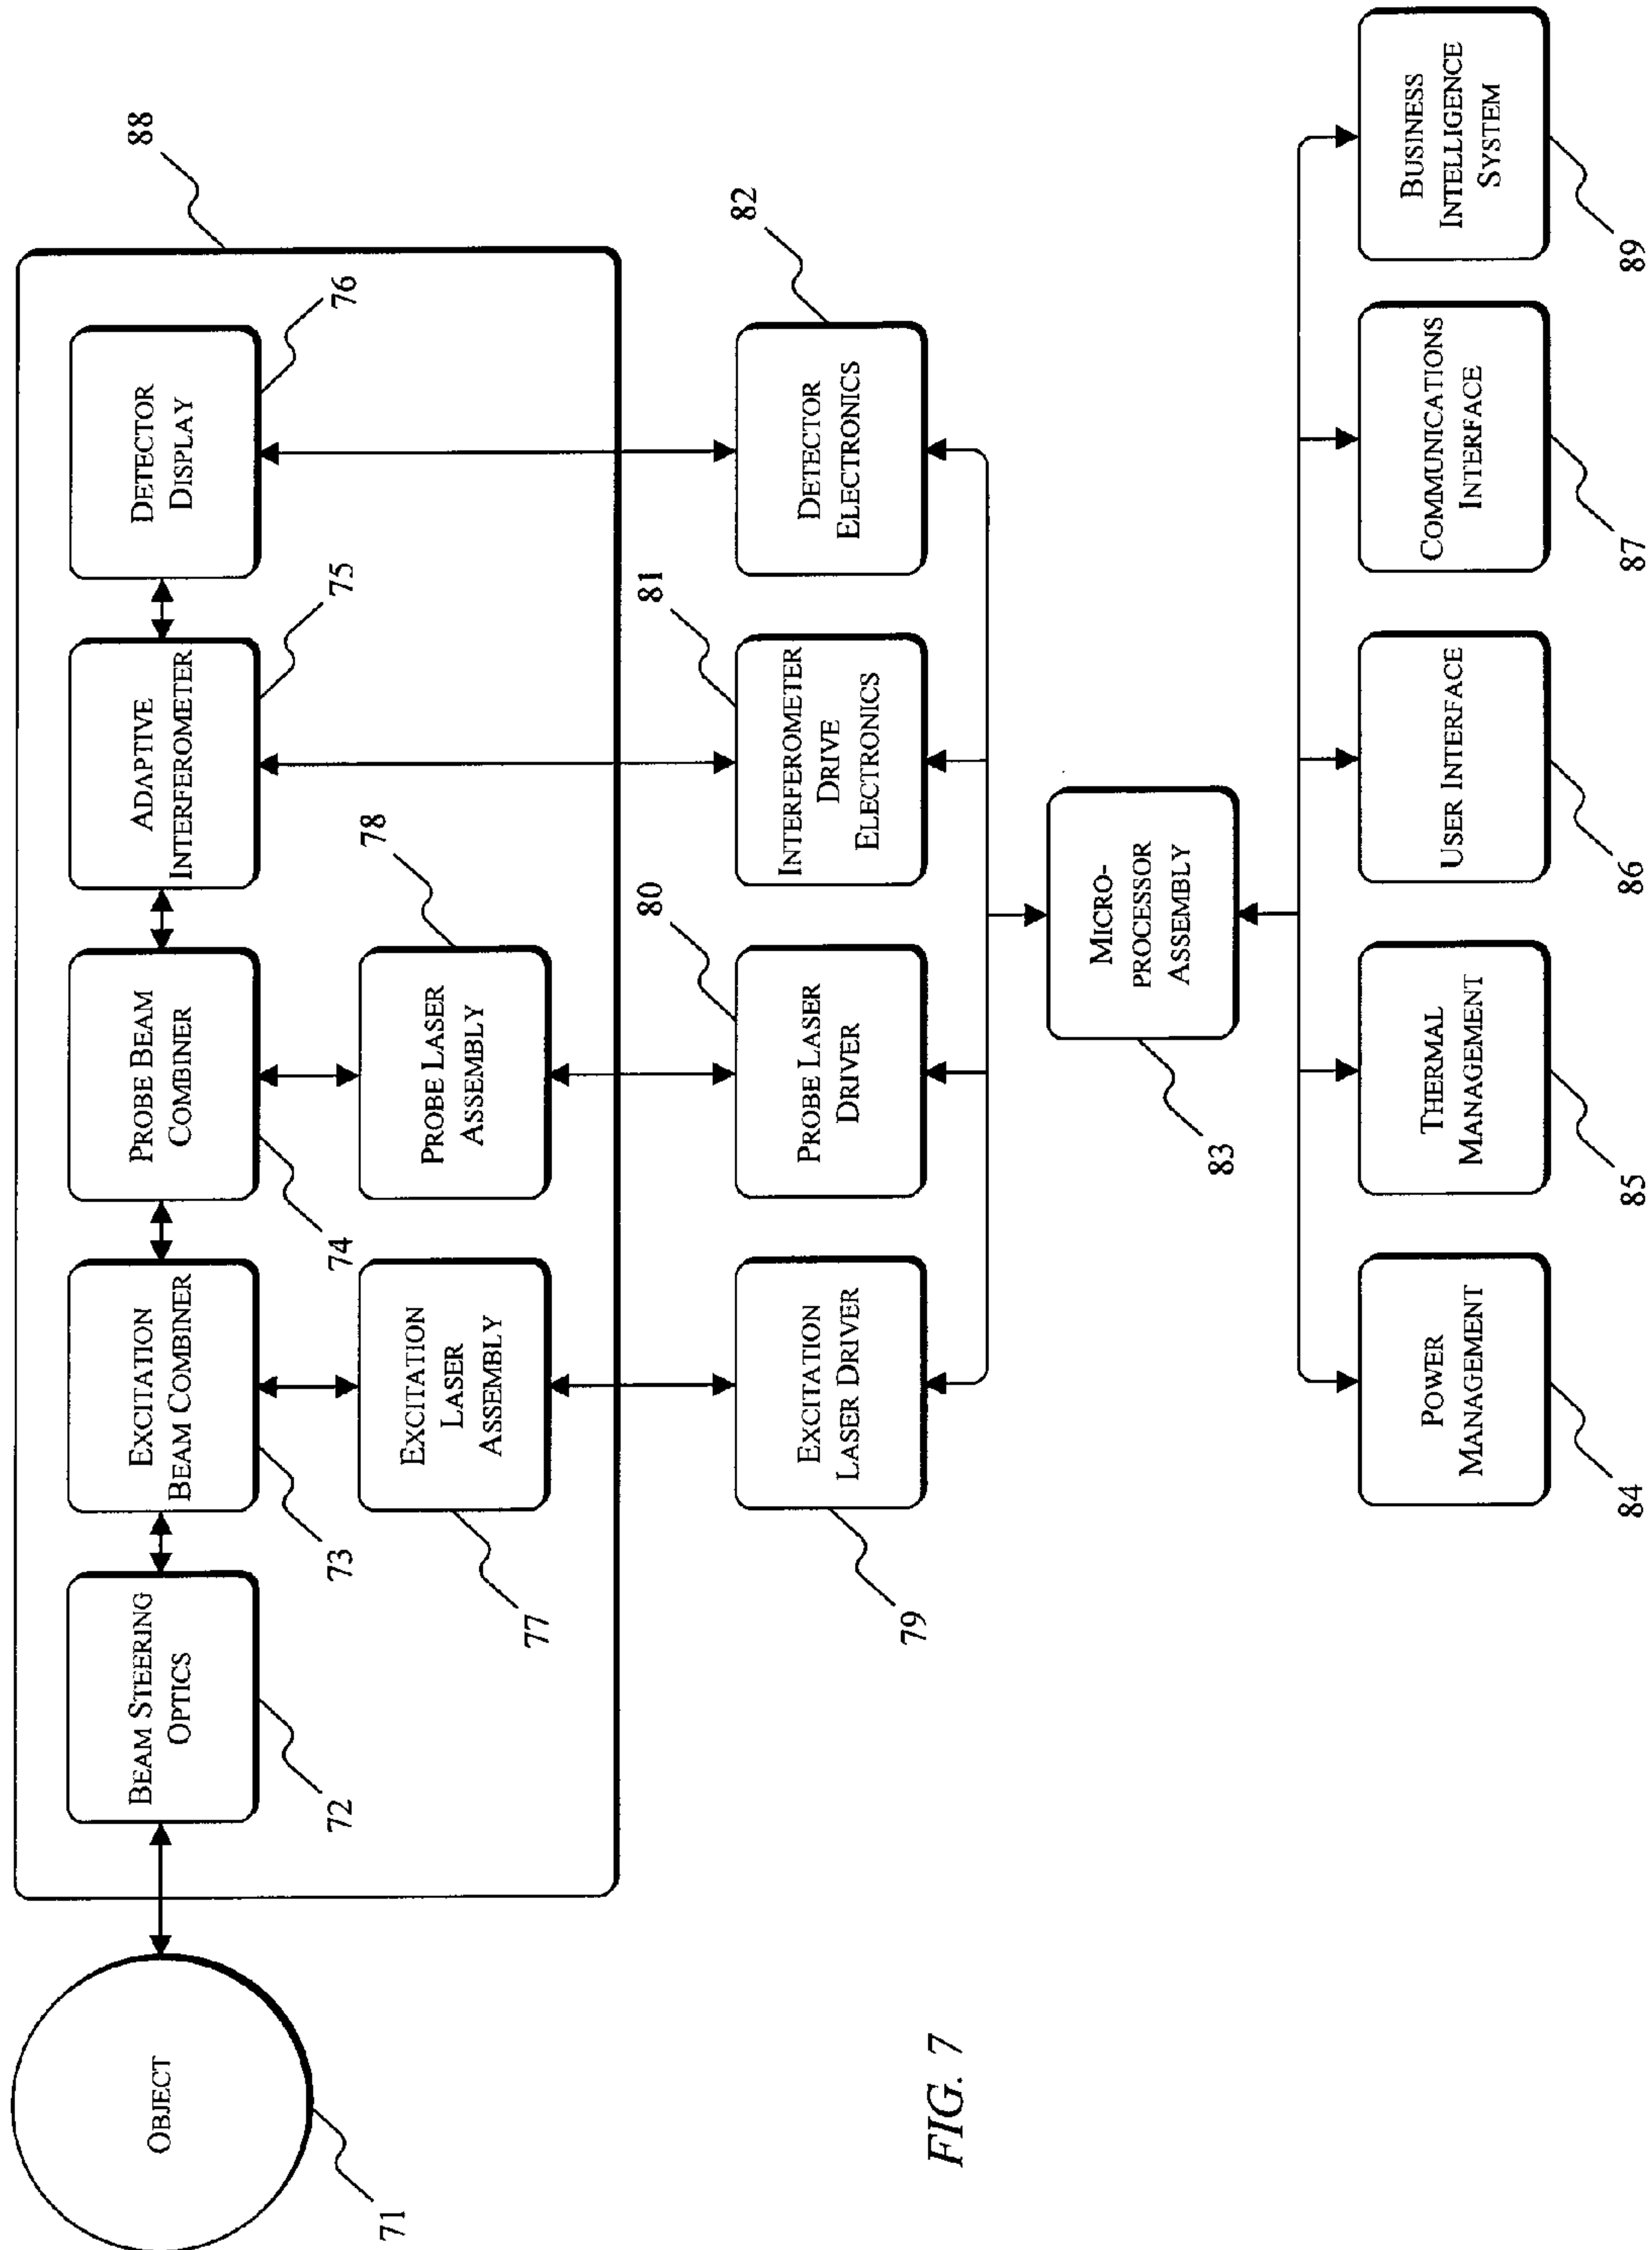 88
OBJECT
71
BEAM STEERING
OPTICS
72
EXCITATION
BEAM COMBINER
73
PROBE BEAM
COMBINER
74
ADAPTIVE
INTERFEROMETER
75
DETECTOR
DISPLAY
76
EXCITATION
LASER
ASSEMBLY
77
PROBE LASER
ASSEMBLY
78
EXCITATION
LASER DRIVER
79
PROBE LASER
DRIVER
80
INTERFEROMETER
DRIVE
ELECTRONICS
81
DETECTOR
ELECTRONICS
82
MICRO-
PROCESSOR
ASSEMBLY
83
POWER
MANAGEMENT
84
THERMAL
MANAGEMENT
85
USER INTERFACE
86
COMMUNICATIONS
INTERFACE
87
BUSINESS
INTELLIGENCE
SYSTEM
89
FIG. 7